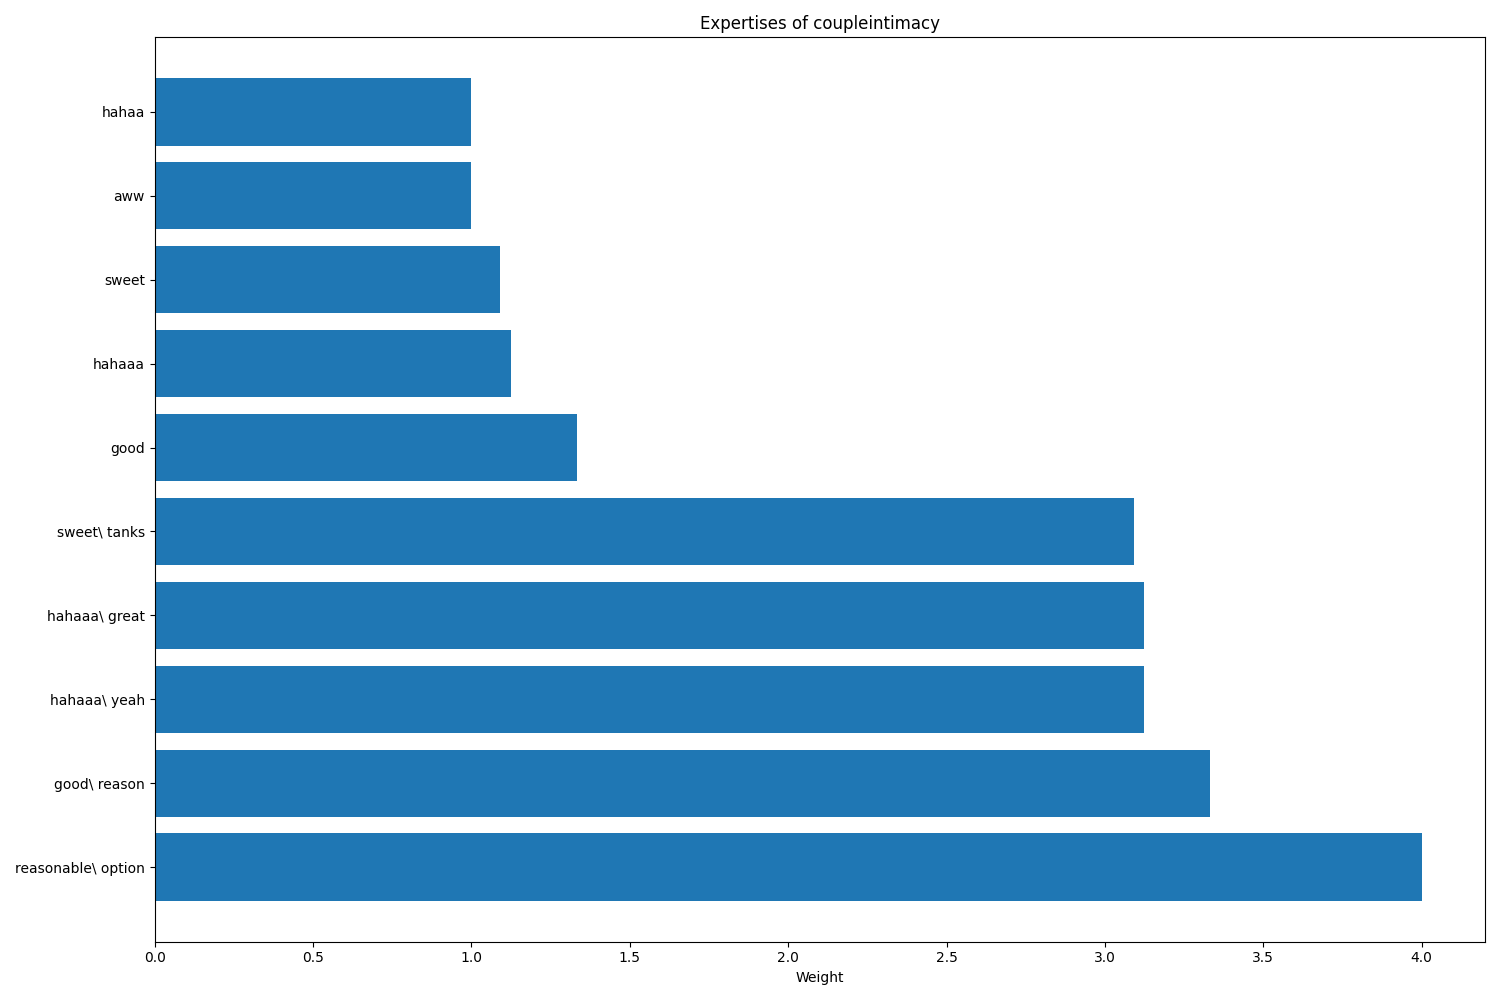 Expertises of coupleintimacy
hahaa
aww
sweet
hahaaa
good
sweet\ tanks
hahaaa\ great
hahaaa\ yeah
good\ reason
reasonable\ option
0.0 0.5 1.0 1.5 2.0 2.5 3.0 3.5 4.0
Weight